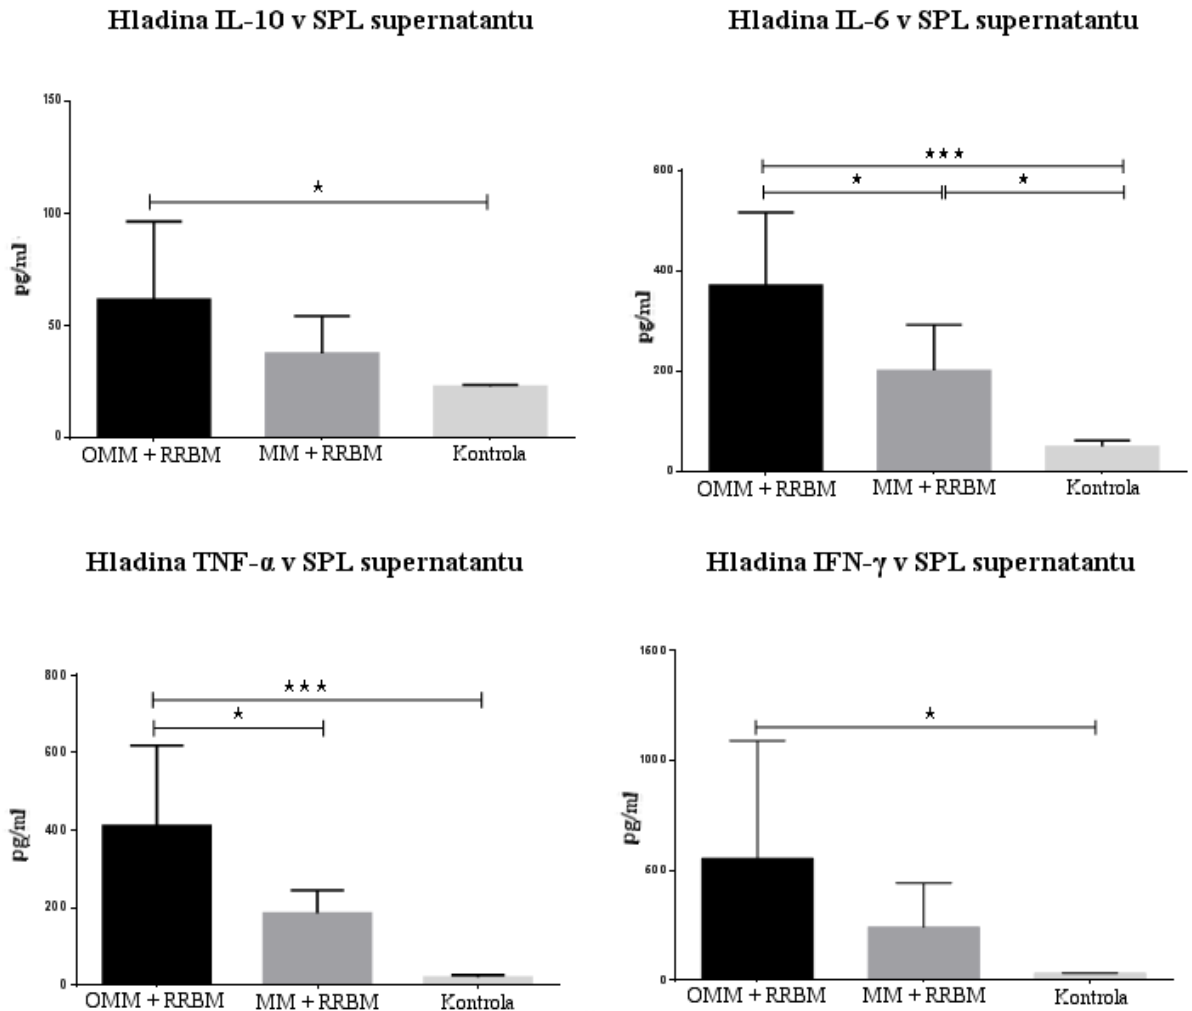 Hladina IL-10 v SPL supernatantu
150
100
50
0
pg/ml
★
OMM + RRBM
MM + RRBM
Kontrola
Hladina IL-6 v SPL supernatantu
600
400
200
0
pg/ml
★★★
★
★
OMM + RRBM
MM + RRBM
Kontrola
Hladina TNF-α v SPL supernatantu
800
600
400
200
0
pg/ml
★★★
★
OMM + RRBM
MM + RRBM
Kontrola
Hladina IFN-γ v SPL supernatantu
1600
1000
600
0
pg/ml
★
OMM + RRBM
MM + RRBM
Kontrola